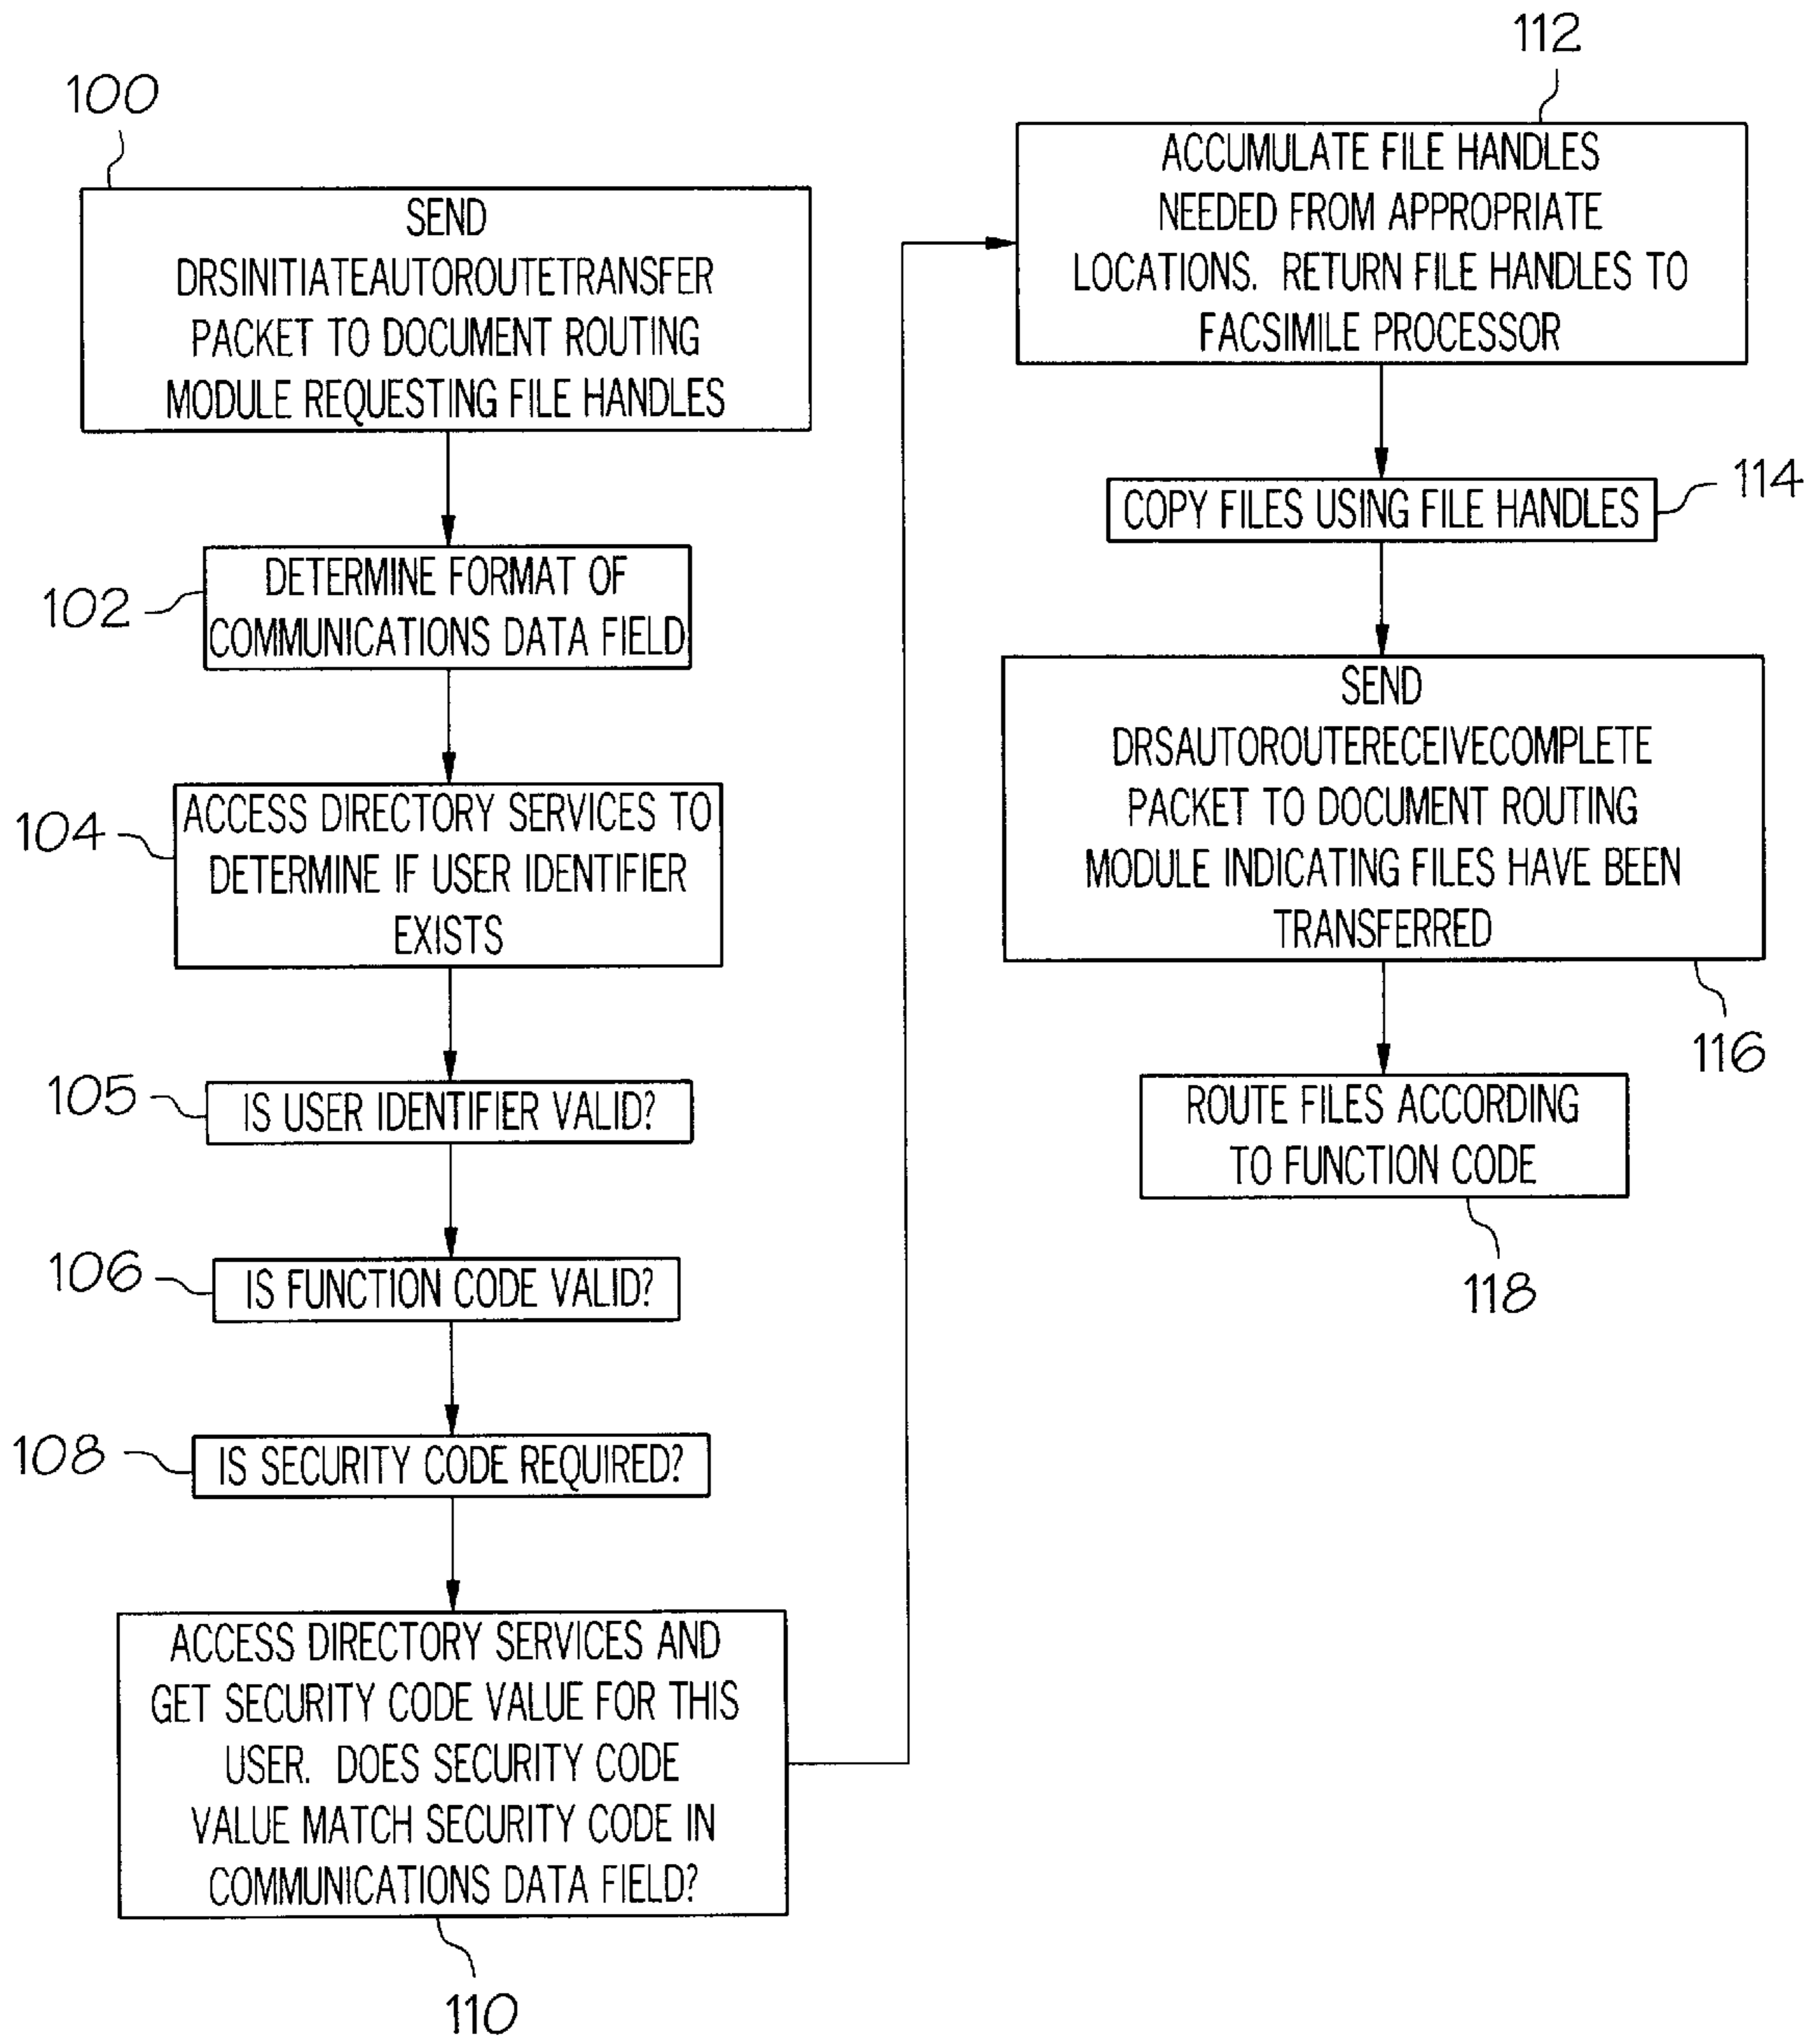 100
SEND
DRSINITIATEAUTOROUTETRANSFER
PACKET TO DOCUMENT ROUTING
MODULE REQUESTING FILE HANDLES
102
DETERMINE FORMAT OF
COMMUNICATIONS DATA FIELD
104
ACCESS DIRECTORY SERVICES TO
DETERMINE IF USER IDENTIFIER
EXISTS
105
IS USER IDENTIFIER VALID?
106
IS FUNCTION CODE VALID?
108
IS SECURITY CODE REQUIRED?
ACCESS DIRECTORY SERVICES AND
GET SECURITY CODE VALUE FOR THIS
USER. DOES SECURITY CODE
VALUE MATCH SECURITY CODE IN
COMMUNICATIONS DATA FIELD?
110
112
ACCUMULATE FILE HANDLES
NEEDED FROM APPROPRIATE
LOCATIONS. RETURN FILE HANDLES TO
FACSIMILE PROCESSOR
COPY FILES USING FILE HANDLES
114
SEND
DRSAUTOROUTERECEIVECOMPLETE
PACKET TO DOCUMENT ROUTING
MODULE INDICATING FILES HAVE BEEN
TRANSFERRED
116
ROUTE FILES ACCORDING
TO FUNCTION CODE
118